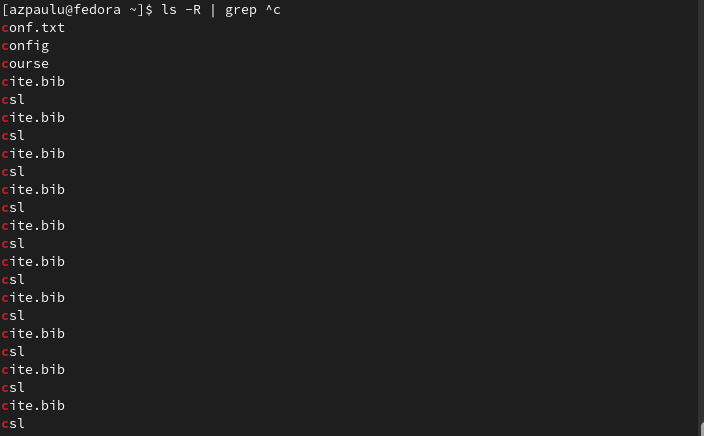 [azpaulu@fedora ~]$ ls -R | grep ^c
conf.txt
config
course
cite.bib
csl
cite.bib
csl
cite.bib
csl
cite.bib
csl
cite.bib
csl
cite.bib
csl
cite.bib
csl
cite.bib
csl
cite.bib
csl
cite.bib
csl